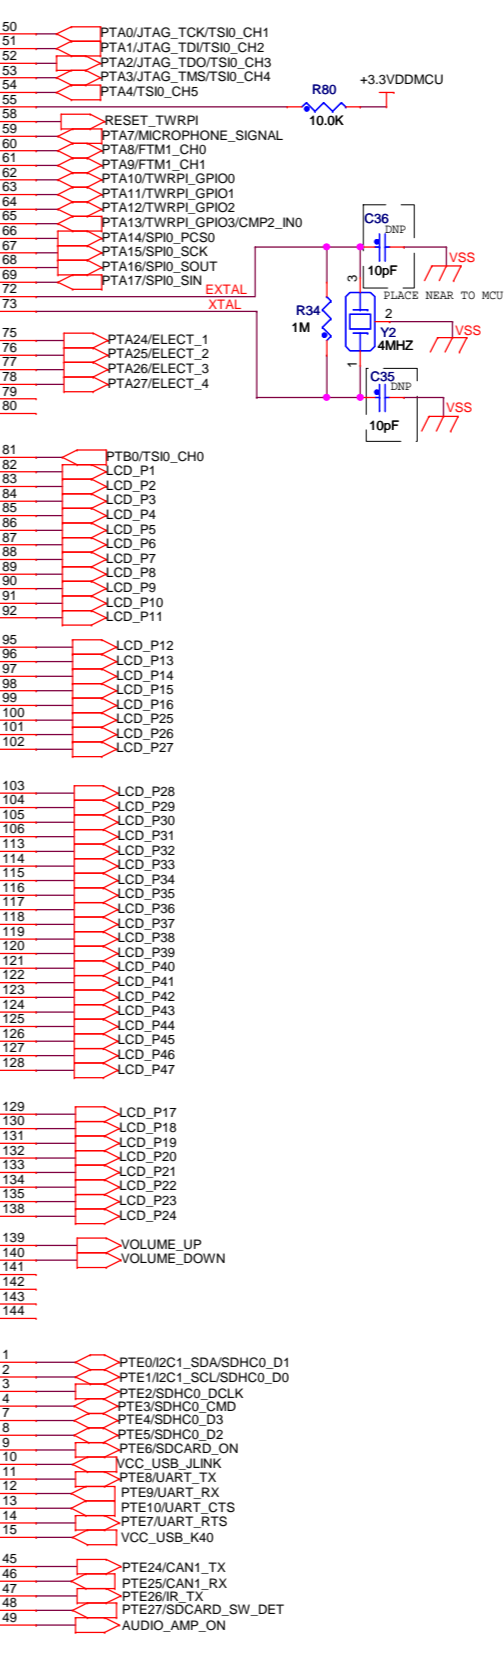 50 PTA0/JTAG_TCK/TSI0_CH1
51 PTA1/JTAG_TDI/TSI0_CH2
52 PTA2/JTAG_TDO/TSI0_CH3
53 PTA3/JTAG_TMS/TSI0_CH4
54 PTA4/TSI0_CH5
+3.3VDDMCU
R80
55 10.0K
58 RESET_TWRPI
59 PTA7/MICROPHONE_SIGNAL
60 PTA8/FTM1_CH0
61 PTA9/FTM1_CH1
62 PTA10/TWRPI_GPIO0
63 PTA11/TWRPI_GPIO1
64 PTA12/TWRPI_GPIO2
65 PTA13/TWRPI_GPIO3/CMP2_IN0
66 PTA14/SPI0_PCS0
67 PTA15/SPI0_SCK
68 PTA16/SPI0_SOUT
69 PTA17/SPI0_SIN
72 EXTAL
73 XTAL
C36
DNP
10pF
VSS
PLACE NEAR TO MCU
R34
1M
3
2
1
Y2
4MHZ
VSS
C35
DNP
10pF
VSS
75 PTA24/ELECT_1
76 PTA25/ELECT_2
77 PTA26/ELECT_3
78 PTA27/ELECT_4
79
80
81 PTB0/TSI0_CH0
82 LCD_P1
83 LCD_P2
84 LCD_P3
85 LCD_P4
86 LCD_P5
87 LCD_P6
88 LCD_P7
89 LCD_P8
90 LCD_P9
91 LCD_P10
92 LCD_P11
95 LCD_P12
96 LCD_P13
97 LCD_P14
98 LCD_P15
99 LCD_P16
100 LCD_P25
101 LCD_P26
102 LCD_P27
103 LCD_P28
104 LCD_P29
105 LCD_P30
106 LCD_P31
113 LCD_P32
114 LCD_P33
115 LCD_P34
116 LCD_P35
117 LCD_P36
118 LCD_P37
119 LCD_P38
120 LCD_P39
121 LCD_P40
122 LCD_P41
123 LCD_P42
124 LCD_P43
125 LCD_P44
126 LCD_P45
127 LCD_P46
128 LCD_P47
129 LCD_P17
130 LCD_P18
131 LCD_P19
132 LCD_P20
133 LCD_P21
134 LCD_P22
135 LCD_P23
138 LCD_P24
139 VOLUME_UP
140 VOLUME_DOWN
141
142
143
144
1 PTE0/I2C1_SDA/SDHC0_D1
2 PTE1/I2C1_SCL/SDHC0_D0
3 PTE2/SDHC0_DCLK
4 PTE3/SDHC0_CMD
7 PTE4/SDHC0_D3
8 PTE5/SDHC0_D2
9 PTE6/SDCARD_ON
10 VCC_USB_JLINK
11 PTE8/UART_TX
12 PTE9/UART_RX
13 PTE10/UART_CTS
14 PTE7/UART_RTS
15 VCC_USB_K40
45 PTE24/CAN1_TX
46 PTE25/CAN1_RX
47 PTE26/IR_TX
48 PTE27/SDCARD_SW_DET
49 AUDIO_AMP_ON